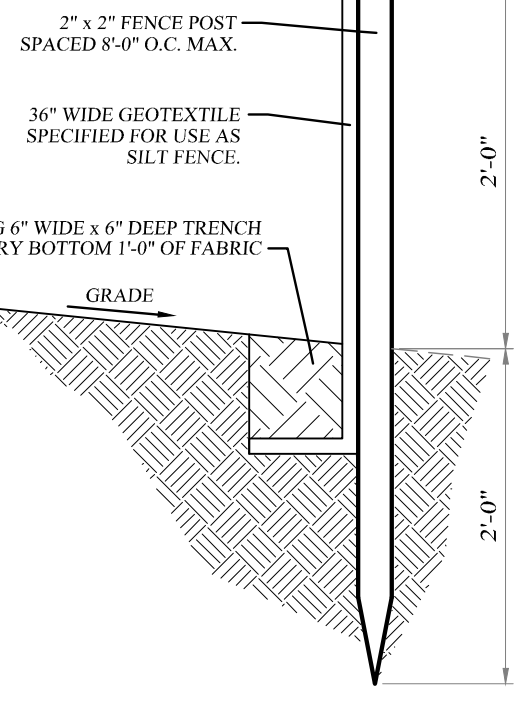 2" x 2" FENCE POST
SPACED 8'-0" O.C. MAX.
36" WIDE GEOTEXTILE
SPECIFIED FOR USE AS
SILT FENCE.
6" WIDE x 6" DEEP TRENCH
BOTTOM 1'-0" OF FABRIC
GRADE
2'-0"
2'-0"